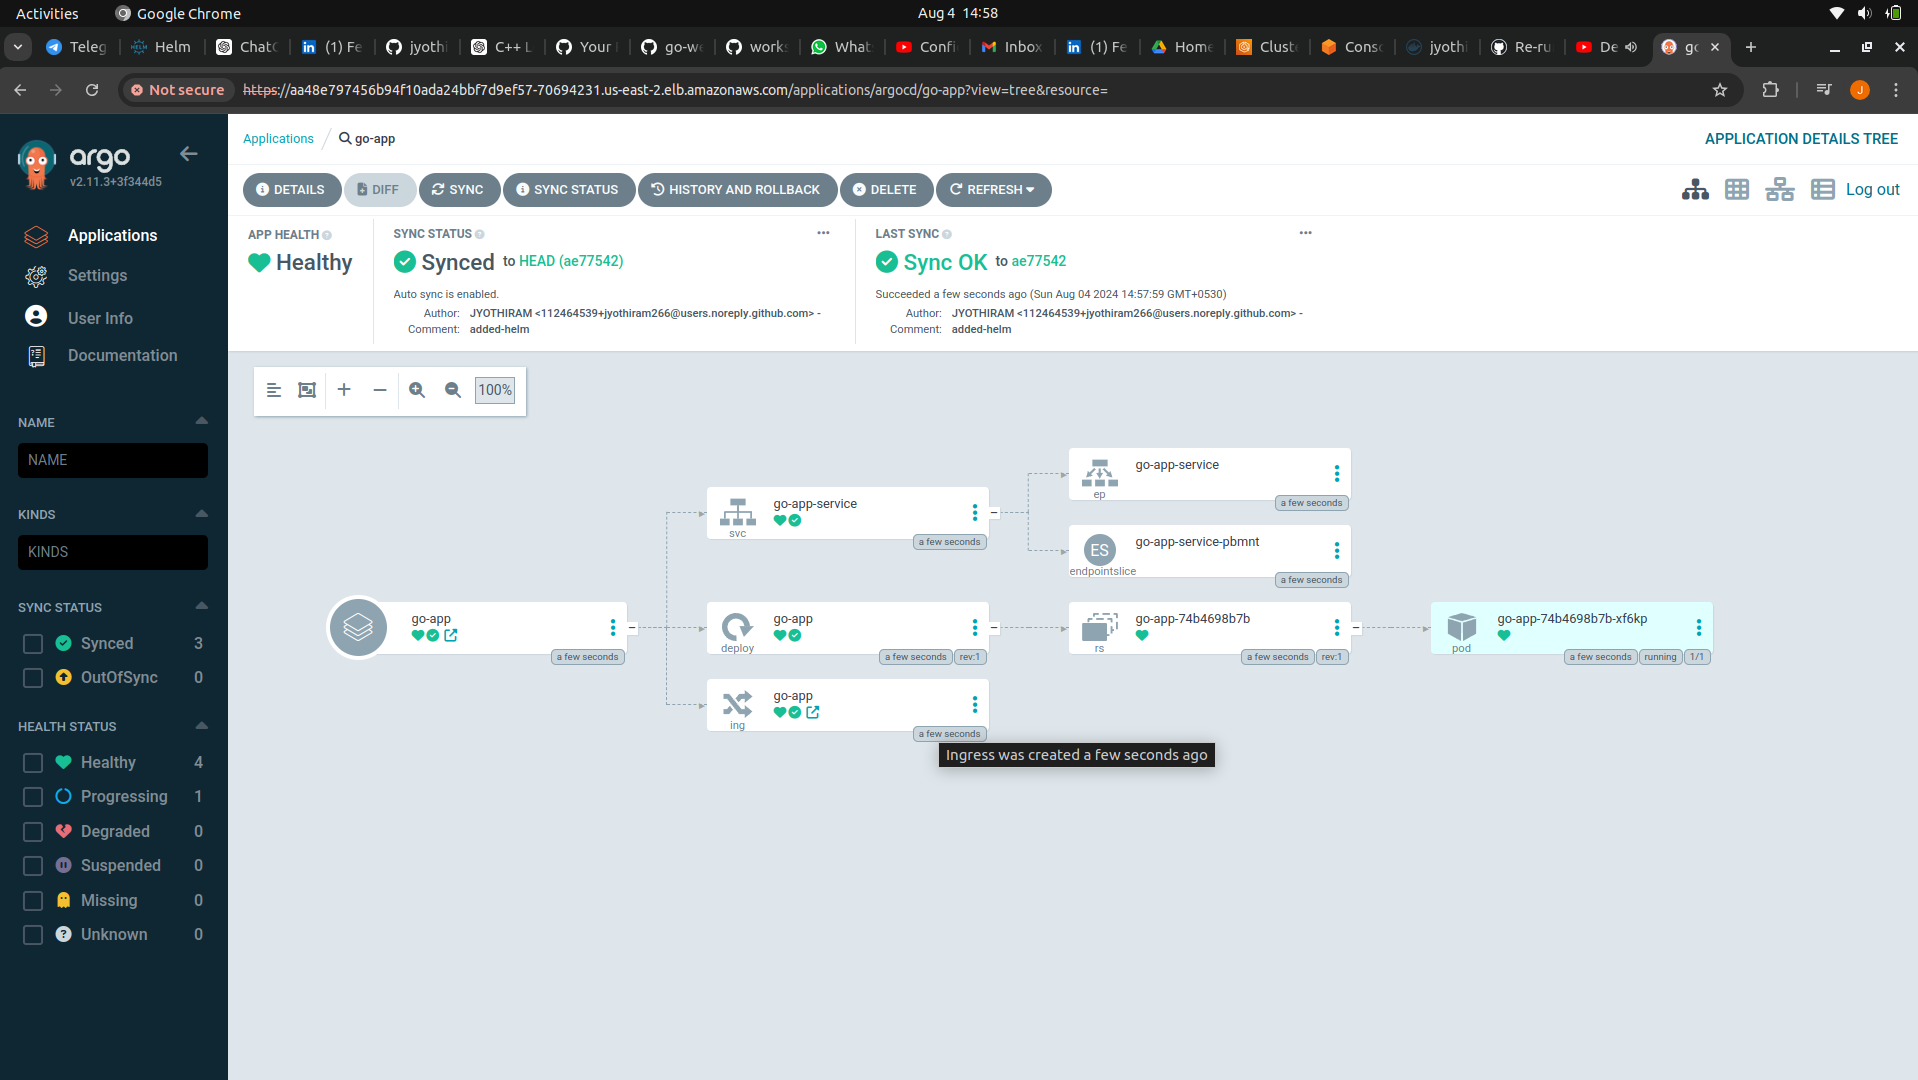 Activities
Google Chrome
Aug 4 14:58
Teleg
Helm
ChatC
(1) Fe
jyothi
C++ L
Your
go-we
works
What
Confi
Inbox
(1) Fe
Home
Clust
Conso
jyothi
Re-ru
De
go
Not secure
https://aa48e797456b94f10ada24bbf7d9ef57-70694231.us-east-2.elb.amazonaws.com/applications/argocd/go-app?view=tree&resource=
J
argo
v2.11.3+3f344d5
Applications
Settings
User Info
Documentation
NAME
NAME
KINDS
KINDS
SYNC STATUS
Synced 3
OutOfSync 0
HEALTH STATUS
Healthy 4
Progressing 1
Degraded 0
Suspended 0
Missing 0
Unknown 0
Applications / go-app
APPLICATION DETAILS TREE
DETAILS
DIFF
SYNC
SYNC STATUS
HISTORY AND ROLLBACK
DELETE
REFRESH
Log out
APP HEALTH
Healthy
SYNC STATUS
Synced to HEAD (ae77542)
Auto sync is enabled.
Author: JYOTHIRAM <112464539+jyothiram266@users.noreply.github.com> -
Comment: added-helm
LAST SYNC
Sync OK to ae77542
Succeeded a few seconds ago (Sun Aug 04 2024 14:57:59 GMT+0530)
Author: JYOTHIRAM <112464539+jyothiram266@users.noreply.github.com> -
Comment: added-helm
100%
go-app
a few seconds
go-app-service
svc
a few seconds
go-app-service
ep
a few seconds
ES
go-app-service-pbmnt
endpointslice
a few seconds
go-app
deploy
a few seconds
rev:1
go-app-74b4698b7b
rs
a few seconds
rev:1
go-app-74b4698b7b-xf6kp
pod
a few seconds
running
1/1
go-app
ing
a few seconds
Ingress was created a few seconds ago